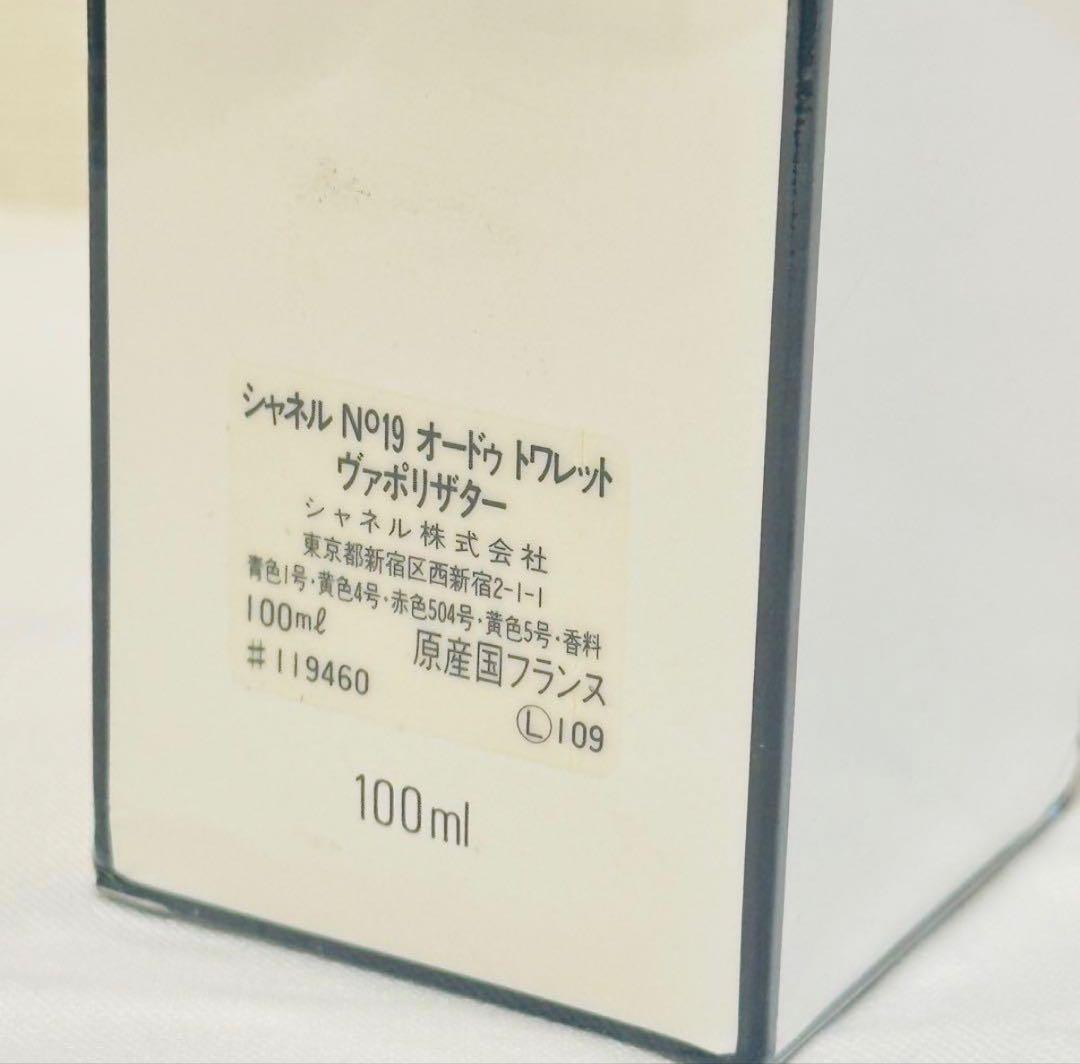 シャネル Nº19 オードゥ トワレット
ヴァポリザター
シャネル株式会社
東京都新宿区西新宿2-1-1
青色1号・黄色4号・赤色504号・黄色5号・香料
100mℓ 原産国フランス
#119460
Ⓛ109
100ml